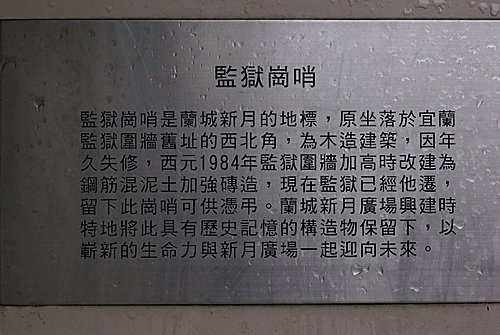 監獄崗哨
監獄崗哨是蘭城新月的地標，原坐落於宜蘭
監獄圍牆舊址的西北角，為木造建築，因年
久失修，西元1984年監獄圍牆加高時改建為
鋼筋混泥土加強磚造，現在監獄已經他遷，
留下此崗哨可供憑弔。蘭城新月廣場興建時
特地將此具有歷史記憶的構造物保留下，以
嶄新的生命力與新月廣場一起迎向未來。